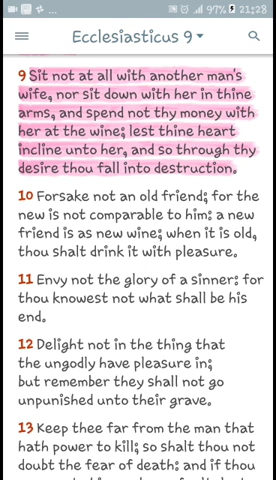 97% 21:28
Ecclesiasticus 9
9 Sit not at all with another man's
wife, nor sit down with her in thine
arms, and spend not thy money with
her at the wine; lest thine heart
incline unto her, and so through thy
desire thou fall into destruction.
10 Forsake not an old friend; for the
new is not comparable to him: a new
friend is as new wine; when it is old,
thou shalt drink it with pleasure.
11 Envy not the glory of a sinner: for
thou knowest not what shall be his
end.
12 Delight not in the thing that
the ungodly have pleasure in;
but remember they shall not go
unpunished unto their grave.
13 Keep thee far from the man that
hath power to kill; so shalt thou not
doubt the fear of death: and if thou